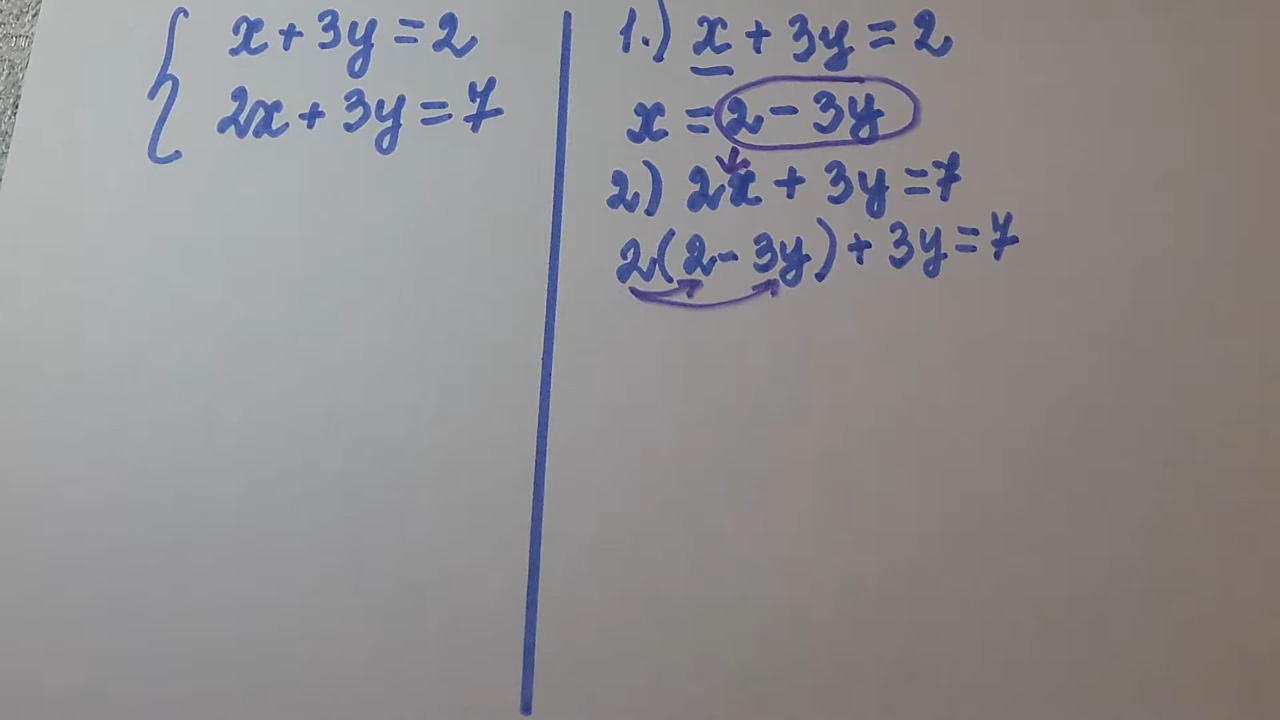 x + 3y = 2
2x + 3y = 7
1.) x + 3y = 2
x = 2 - 3y
2) 2x + 3y = 7
2(2 - 3y) + 3y = 7